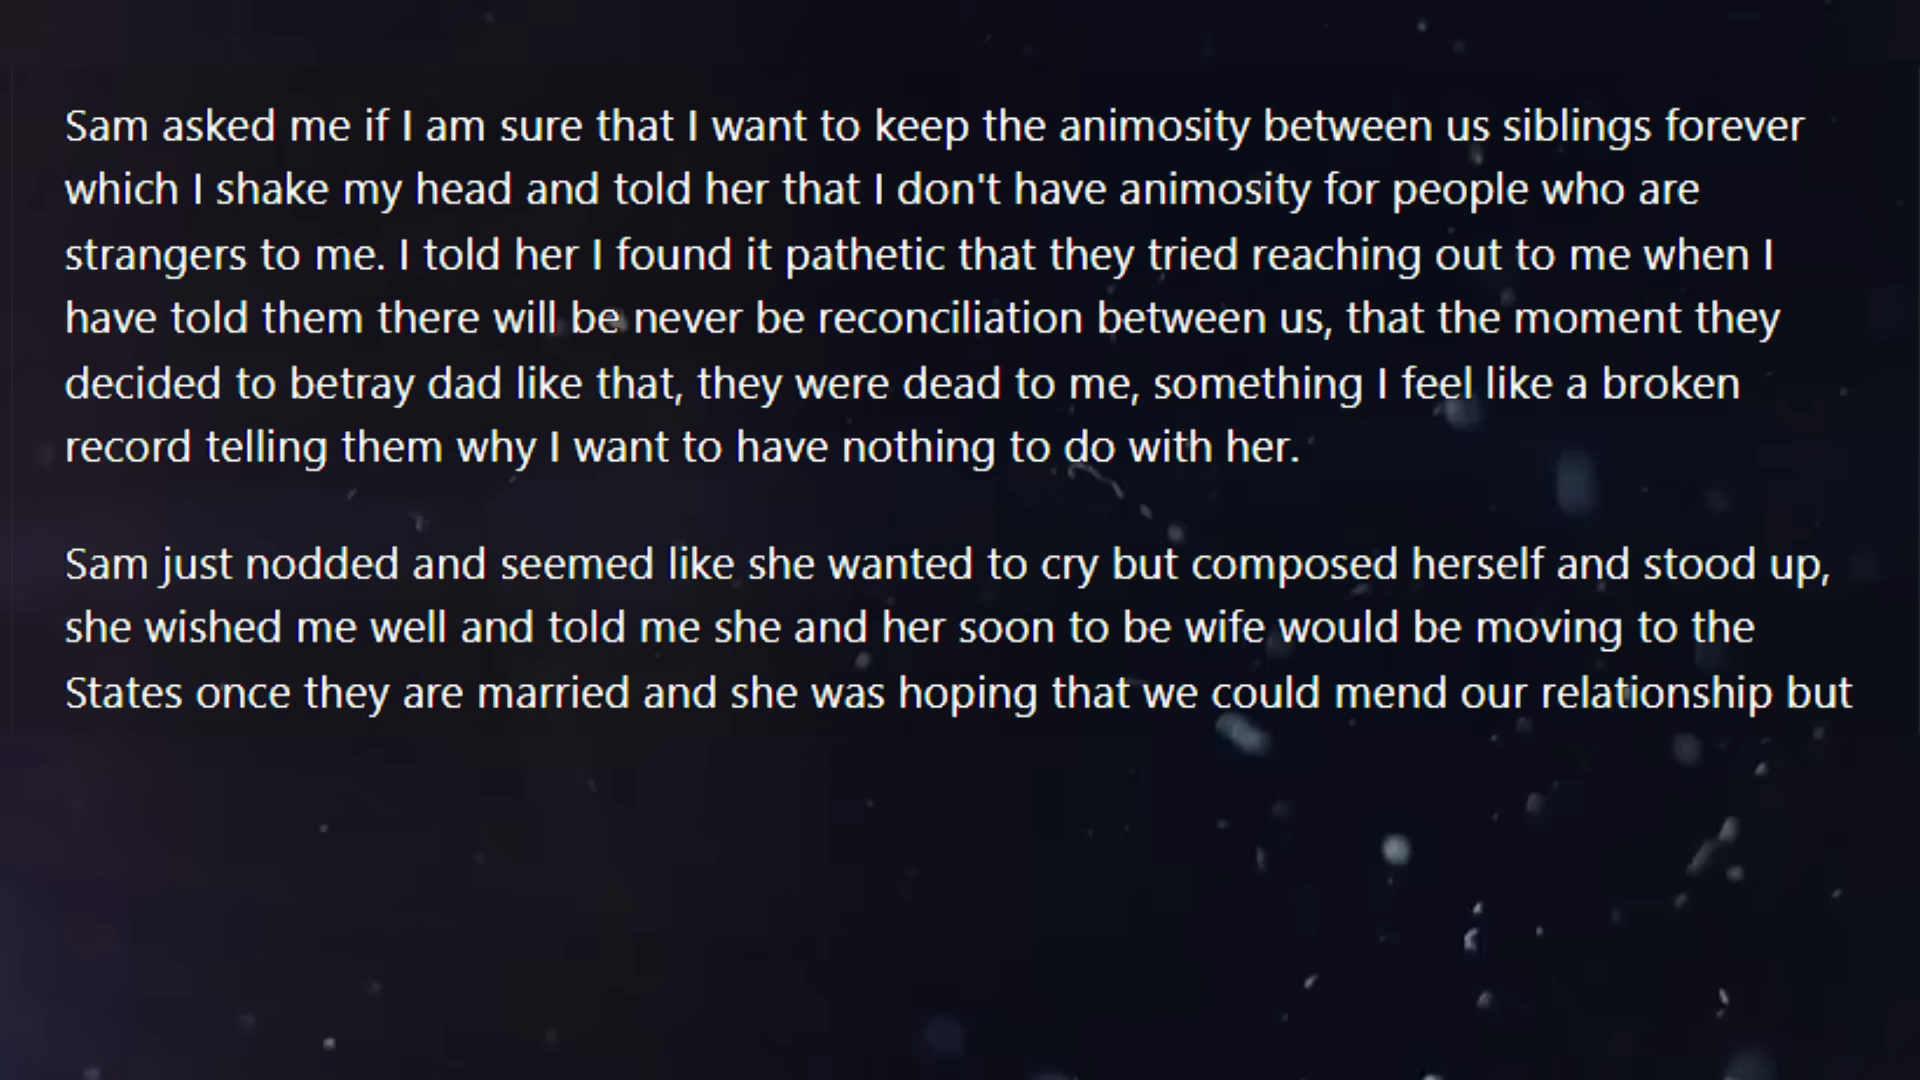 Sam asked me if I am sure that I want to keep the animosity between us siblings forever
which I shake my head and told her that I don't have animosity for people who are
strangers to me. I told her I found it pathetic that they tried reaching out to me when I
have told them there will be never be reconciliation between us, that the moment they
decided to betray dad like that, they were dead to me, something I feel like a broken
record telling them why I want to have nothing to do with her.
Sam just nodded and seemed like she wanted to cry but composed herself and stood up,
she wished me well and told me she and her soon to be wife would be moving to the
States once they are married and she was hoping that we could mend our relationship but